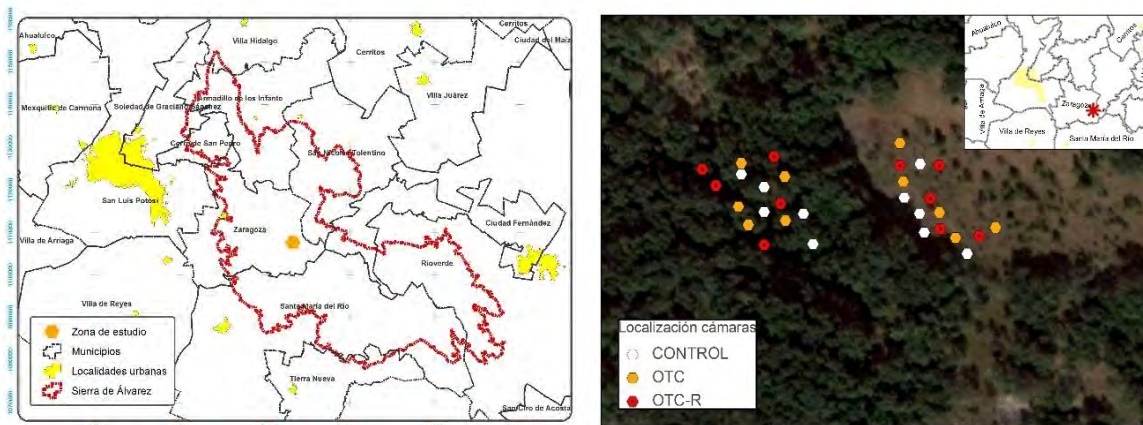 Ahualulco
Villa Hidalgo
Cerritos
Cerritos
Ciudad del Maíz
Mexquitic de Carmona
Soledad de Graciano Sánchez
Armadillo de los Infante
Villa Juárez
Cerro de San Pedro
San Nicolás Tolentino
San Luis Potosí
Zaragoza
Ciudad Fernández
Villa de Arriaga
Rioverde
Villa de Reyes
Santa María del Río
Tierra Nueva
San Ciro de Acosta
Zona de estudio
Municipios
Localidades urbanas
Sierra de Álvarez
Ahualulco
Cerritos
Zaragoza
Villa de Arriaga
Villa de Reyes
Santa María del Río
Localización cámaras
CONTROL
OTC
OTC-R